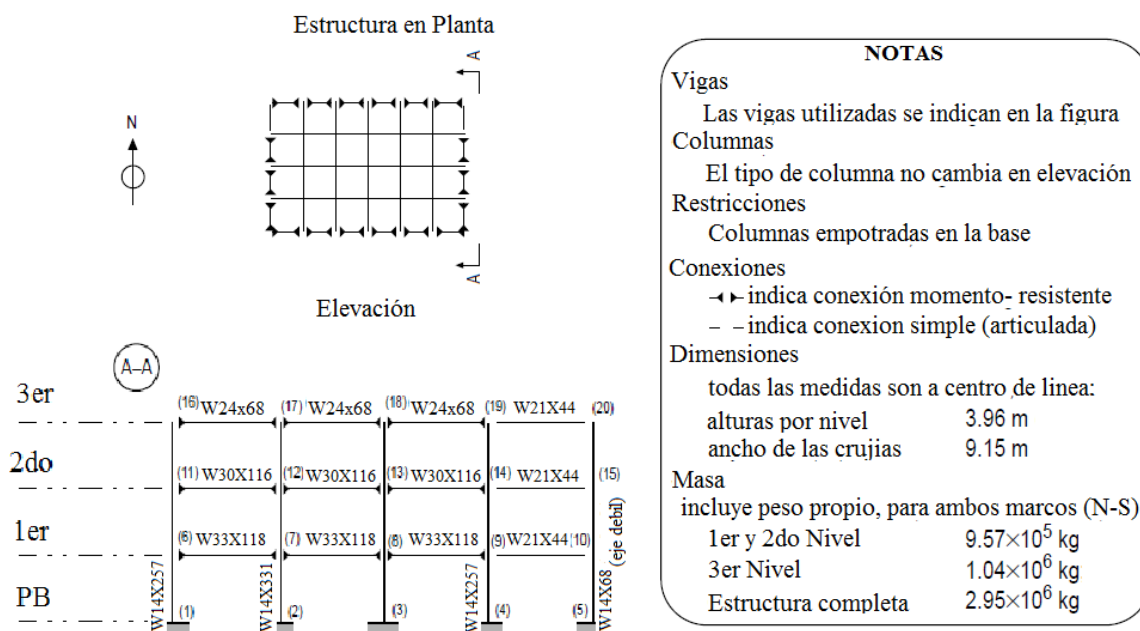 Estructura en Planta
A
N
A
Elevación
A–A
3er
(16) W24x68 (17) W24x68 (18) W24x68 (19) W21X44 (20)
2do
(11) W30X116 (12) W30X116 (13) W30X116 (14) W21X44 (15)
1er
(6) W33X118 (7) W33X118 (8) W33X118 (9) W21X44 (10)
(eje debil)
PB
W14X257 (1) W14X331 (2) (3) W14X257 (4) (5) W14X68
NOTAS
Vigas
Las vigas utilizadas se indican en la figura
Columnas
El tipo de columna no cambia en elevación
Restricciones
Columnas empotradas en la base
Conexiones
indica conexión momento- resistente
indica conexion simple (articulada)
Dimensiones
todas las medidas son a centro de linea:
alturas por nivel 3.96 m
ancho de las crujias 9.15 m
Masa
incluye peso propio, para ambos marcos (N-S)
1er y 2do Nivel 9.57×10⁵ kg
3er Nivel 1.04×10⁶ kg
Estructura completa 2.95×10⁶ kg